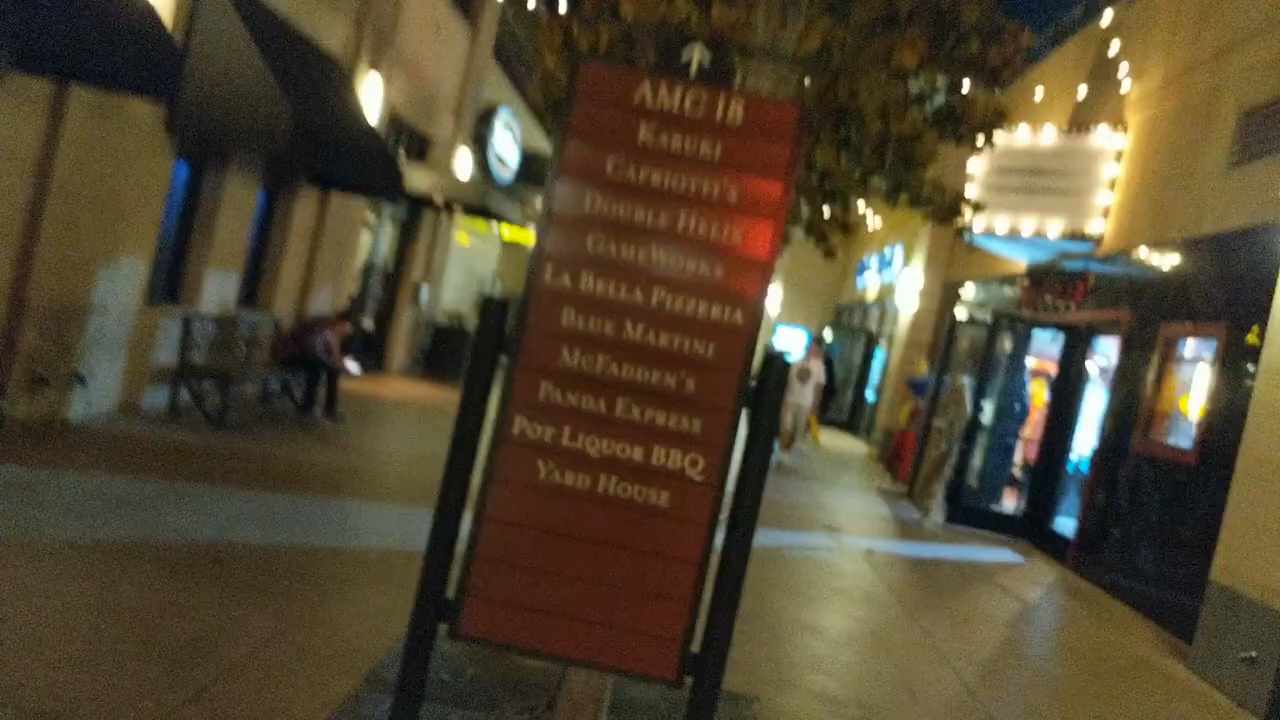 AMC 18
KABUKI
CAPRIOTTI'S
DOUBLE HELIX
GAMEWORKS
LA BELLA PIZZERIA
BLUE MARTINI
MCFADDEN'S
PANDA EXPRESS
POT LIQUOR BBQ
YARD HOUSE